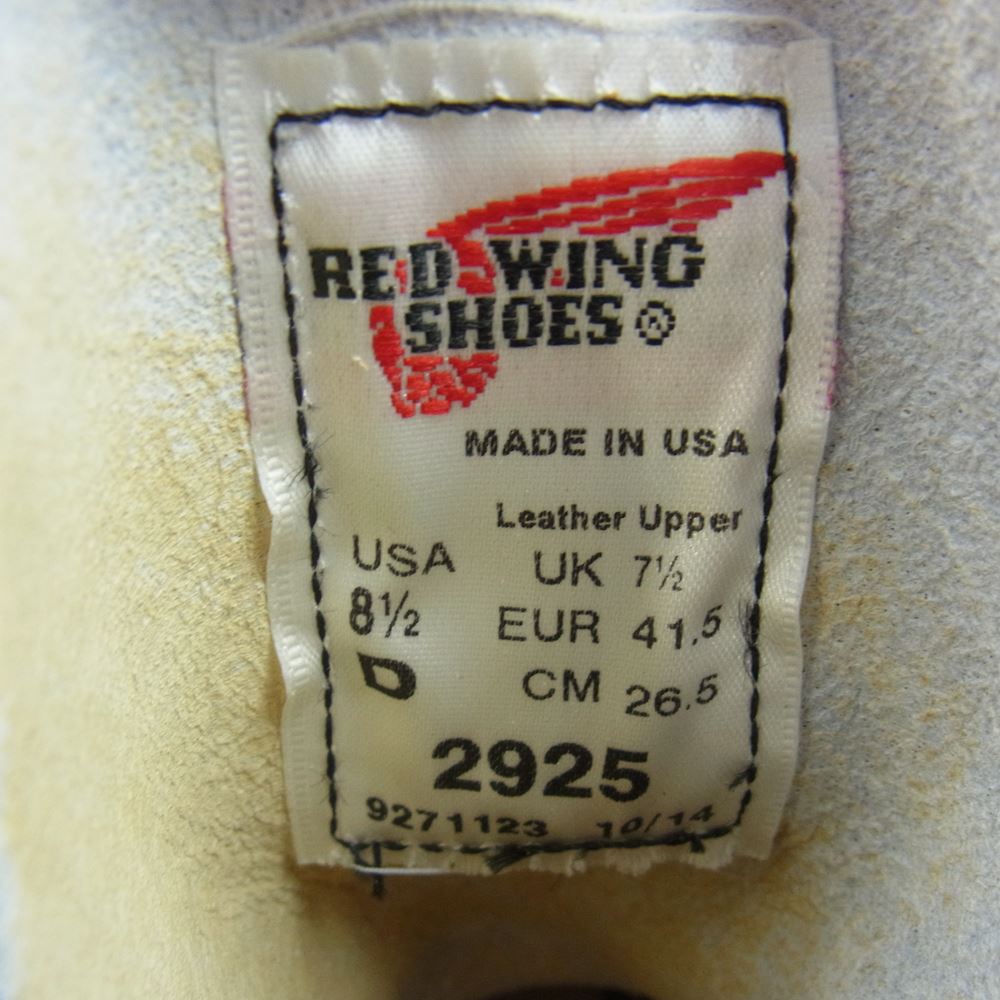 RED WING
SHOES®
MADE IN USA
Leather Upper
USA UK 7½
8½ EUR 41.5
D CM 26.5
2925
9271123 10/14